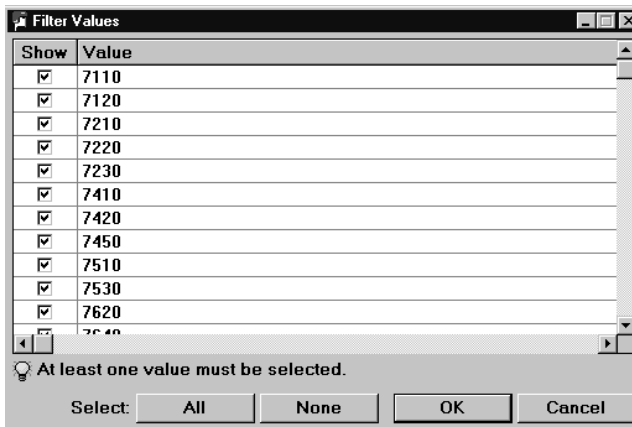 Filter Values
Show Value
7110
7120
7210
7220
7230
7410
7420
7450
7510
7530
7620
At least one value must be selected.
Select: All None OK Cancel